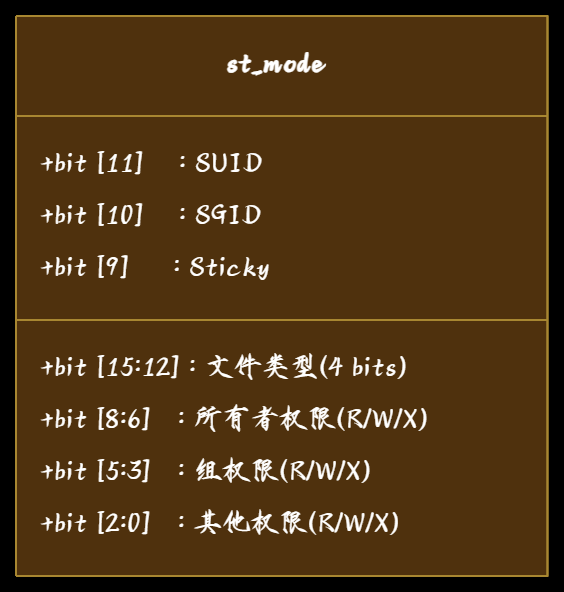 st_mode
+bit [11] : SUID
+bit [10] : SGID
+bit [9] : Sticky
+bit [15:12] : 文件类型(4 bits)
+bit [8:6] : 所有者权限(R/W/X)
+bit [5:3] : 组权限(R/W/X)
+bit [2:0] : 其他权限(R/W/X)